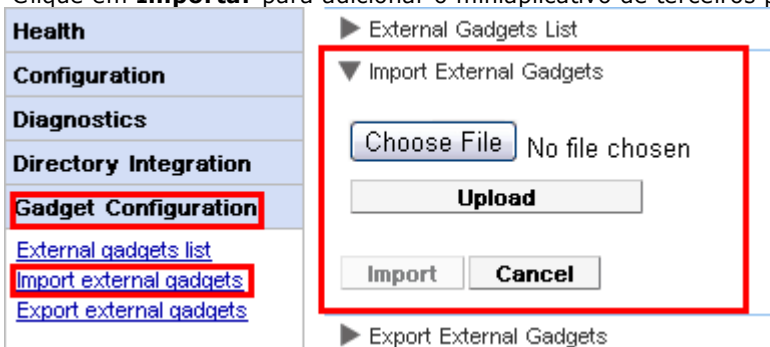 Clique em Importar para adicionar o miniaplicativo de terceiros
Health
Configuration
Diagnostics
Directory Integration
Gadget Configuration
External gadgets list
Import external gadgets
Export external gadgets
External Gadgets List
Import External Gadgets
Choose File No file chosen
Upload
Import Cancel
Export External Gadgets